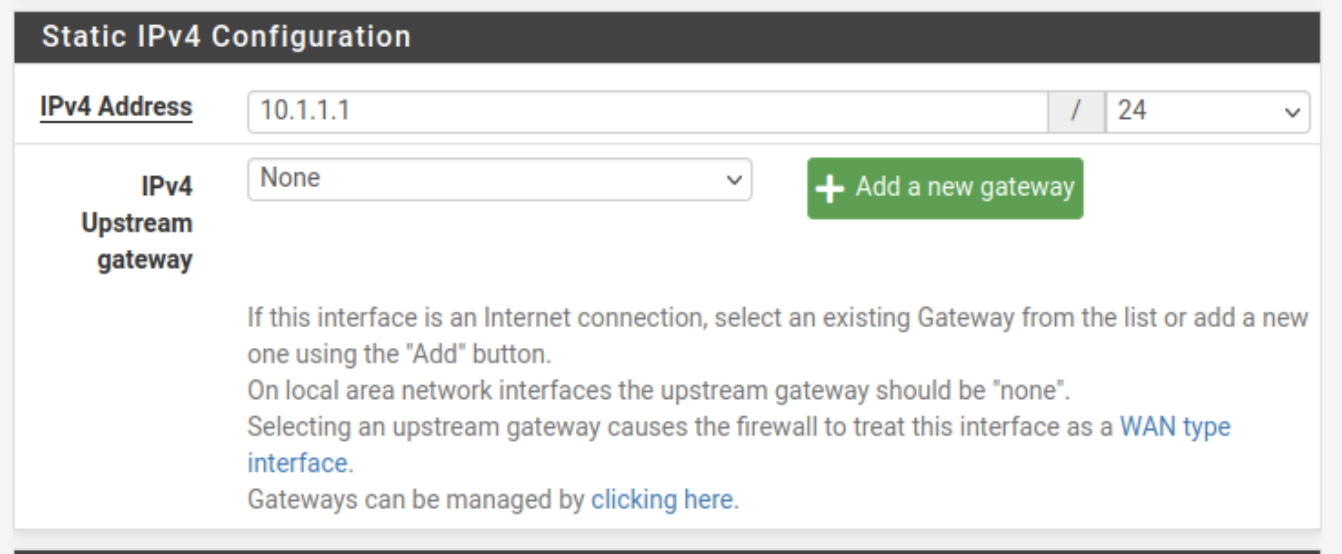 Static IPv4 Configuration
IPv4 Address
10.1.1.1
/
24
IPv4
Upstream
gateway
None
Add a new gateway
If this interface is an Internet connection, select an existing Gateway from the list or add a new
one using the "Add" button.
On local area network interfaces the upstream gateway should be "none".
Selecting an upstream gateway causes the firewall to treat this interface as a WAN type
interface.
Gateways can be managed by clicking here.